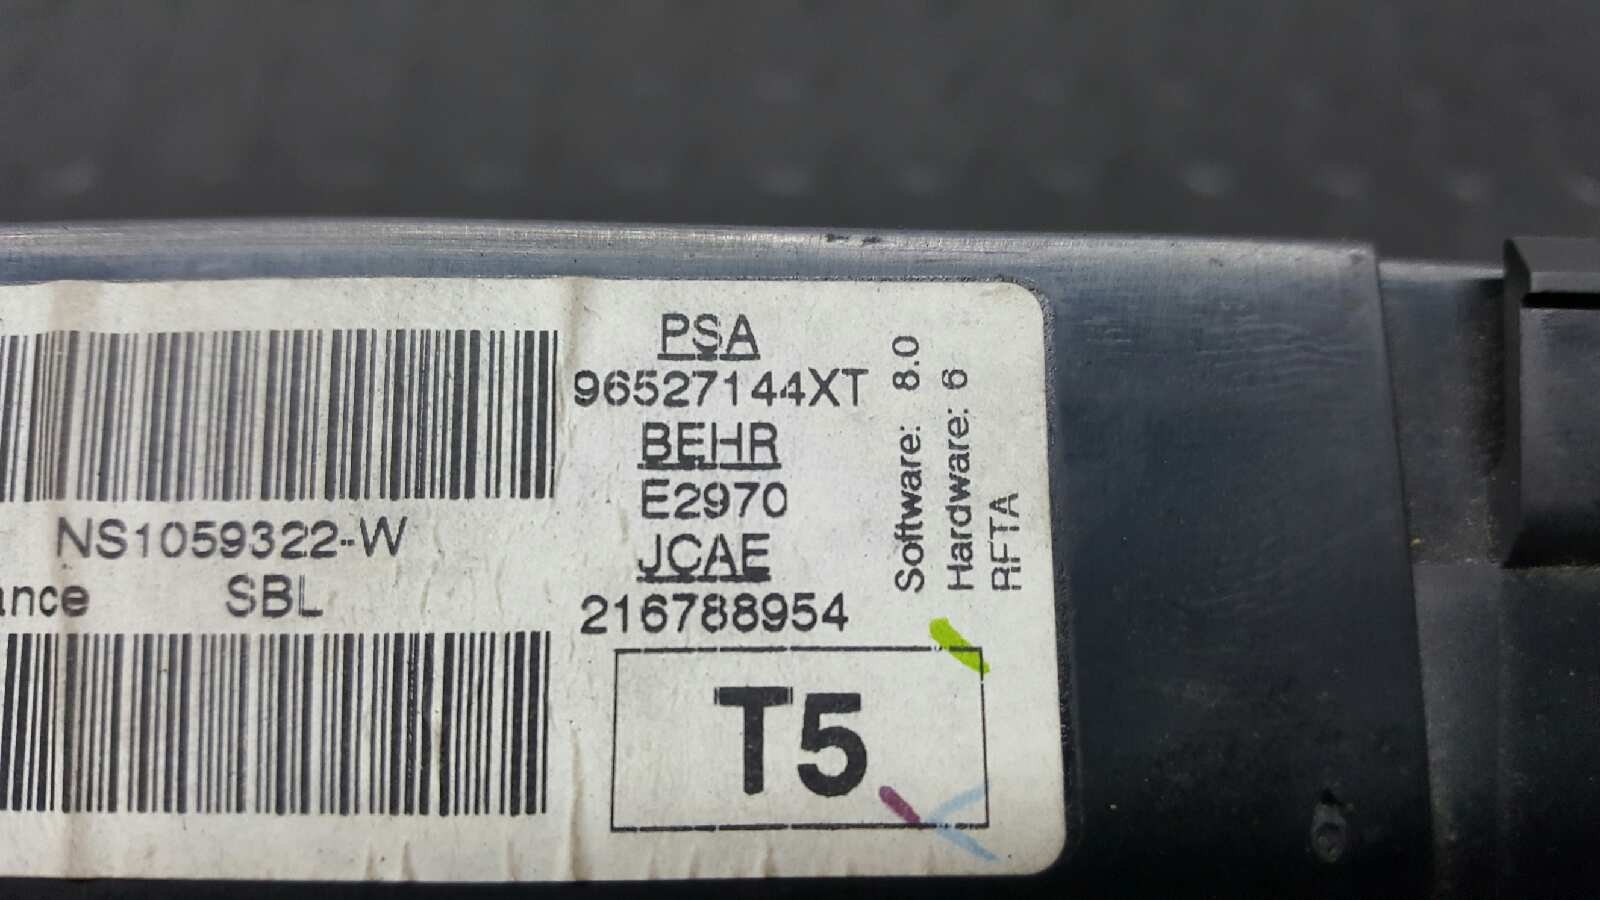 PSA
96527144XT
BEHR
E2970
JCAE
216788954
T5
NS1059322-W
SBL
Software: 8.0
Hardware: 6
RFTA